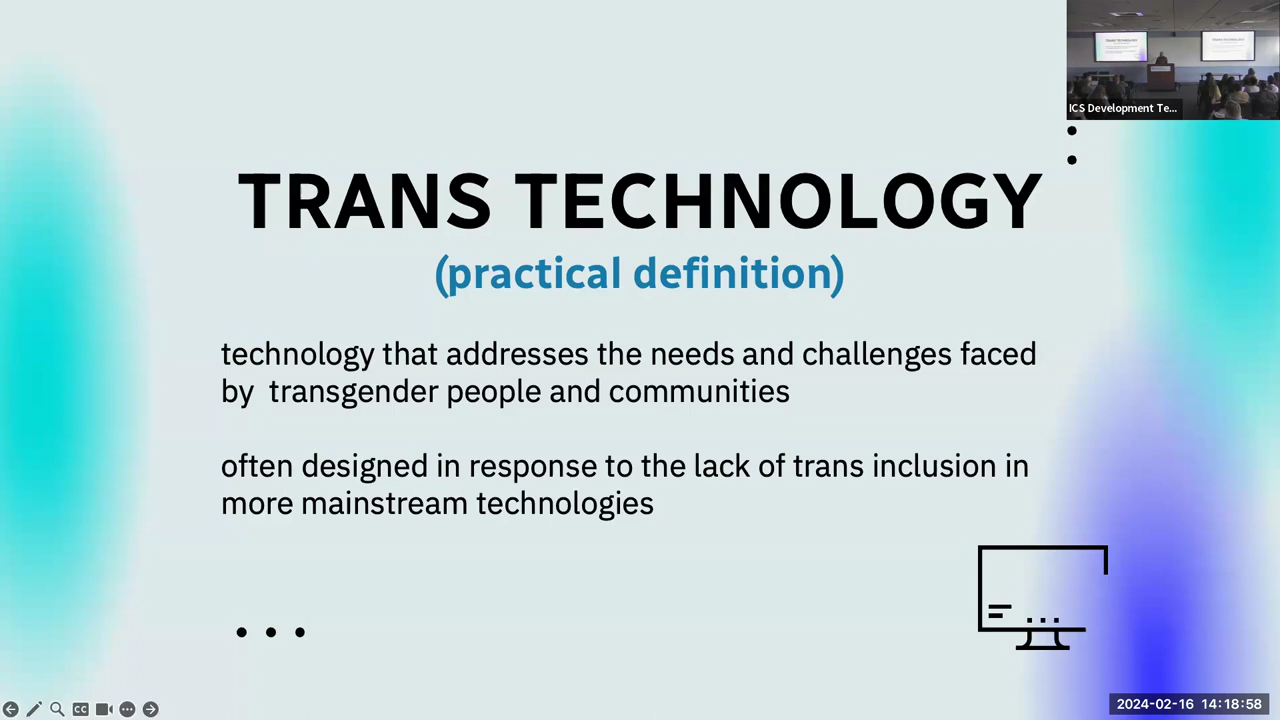 ICS Development Te...
TRANS TECHNOLOGY
(practical definition)
technology that addresses the needs and challenges faced
by  transgender people and communities
often designed in response to the lack of trans inclusion in
more mainstream technologies
2024-02-16 14:18:58